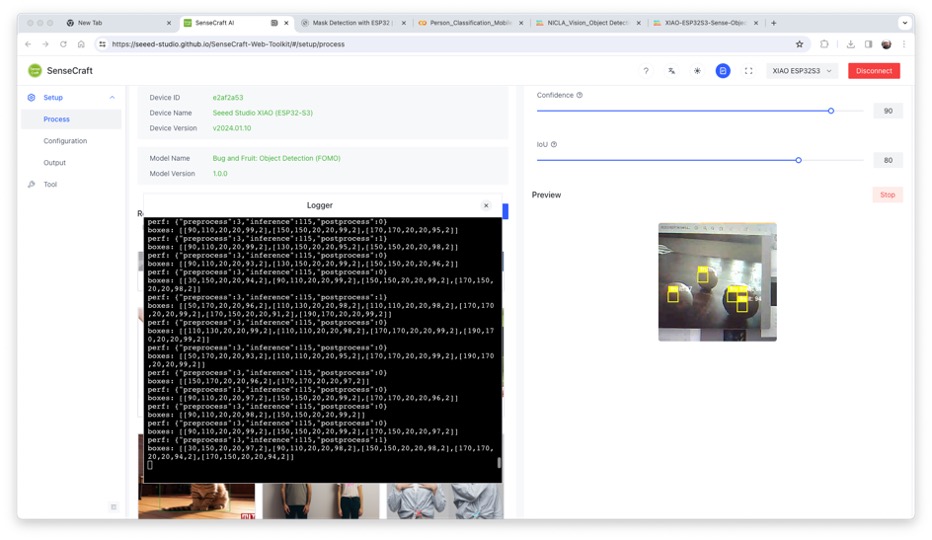 New Tab
SenseCraft AI
Mask Detection with ESP32
Person_Classification_Mobile
NICLA_Vision_Object Detect
XIAO-ESP32S3-Sense-Obje
https://seeed-studio.github.io/SenseCraft-Web-Toolkit/#/setup/process
SenseCraft
XIAO ESP32S3
Disconnect
Setup
Process
Configuration
Output
Tool
Device ID e2af2a53
Device Name Seeed Studio XIAO (ESP32-S3)
Device Version v2024.01.10
Model Name Bug and Fruit: Object Detection (FOMO)
Model Version 1.0.0
Logger
perf: {"preprocess":3,"inference":115,"postprocess":0}
boxes: [[90,110,20,20,99,2],[150,150,20,20,99,2],[170,170,20,20,95,2]]
perf: {"preprocess":3,"inference":115,"postprocess":1}
boxes: [[90,110,20,20,99,2],[130,150,20,20,95,2],[150,150,20,20,98,2]]
perf: {"preprocess":3,"inference":115,"postprocess":0}
boxes: [[90,110,20,20,93,2],[130,150,20,20,99,2],[150,150,20,20,96,2]]
perf: {"preprocess":3,"inference":115,"postprocess":0}
boxes: [[30,150,20,20,94,2],[90,110,20,20,99,2],[150,150,20,20,99,2],[170,150
,20,20,98,2]]
perf: {"preprocess":3,"inference":115,"postprocess":1}
boxes: [[50,170,20,20,96,2],[110,130,20,20,98,2],[110,110,20,20,98,2],[170,170
,20,20,99,2],[170,150,20,20,91,2],[190,170,20,20,99,2]]
perf: {"preprocess":3,"inference":115,"postprocess":0}
boxes: [[110,130,20,20,99,2],[110,110,20,20,98,2],[170,170,20,20,99,2],[190,17
0,20,20,99,2]]
perf: {"preprocess":3,"inference":115,"postprocess":0}
boxes: [[50,170,20,20,93,2],[110,110,20,20,95,2],[170,170,20,20,99,2],[190,170
,20,20,99,2]]
perf: {"preprocess":3,"inference":115,"postprocess":0}
boxes: [[150,170,20,20,96,2],[170,170,20,20,97,2]]
perf: {"preprocess":3,"inference":115,"postprocess":0}
boxes: [[90,110,20,20,97,2],[150,150,20,20,99,2],[170,170,20,20,96,2]]
perf: {"preprocess":3,"inference":115,"postprocess":0}
boxes: [[90,110,20,20,98,2],[150,150,20,20,99,2]]
perf: {"preprocess":3,"inference":115,"postprocess":0}
boxes: [[90,110,20,20,99,2],[150,150,20,20,99,2],[170,150,20,20,97,2]]
perf: {"preprocess":3,"inference":115,"postprocess":1}
boxes: [[30,150,20,20,97,2],[90,110,20,20,98,2],[150,150,20,20,98,2],[170,170,
20,20,94,2],[170,150,20,20,94,2]]
Confidence
90
IoU
80
Preview
Stop